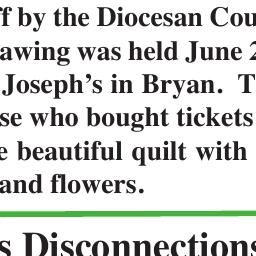 ff by the Diocesan Cou
awing was held June 2
Joseph's in Bryan. T
se who bought tickets
e beautiful quilt with
and flowers.
s Disconnections